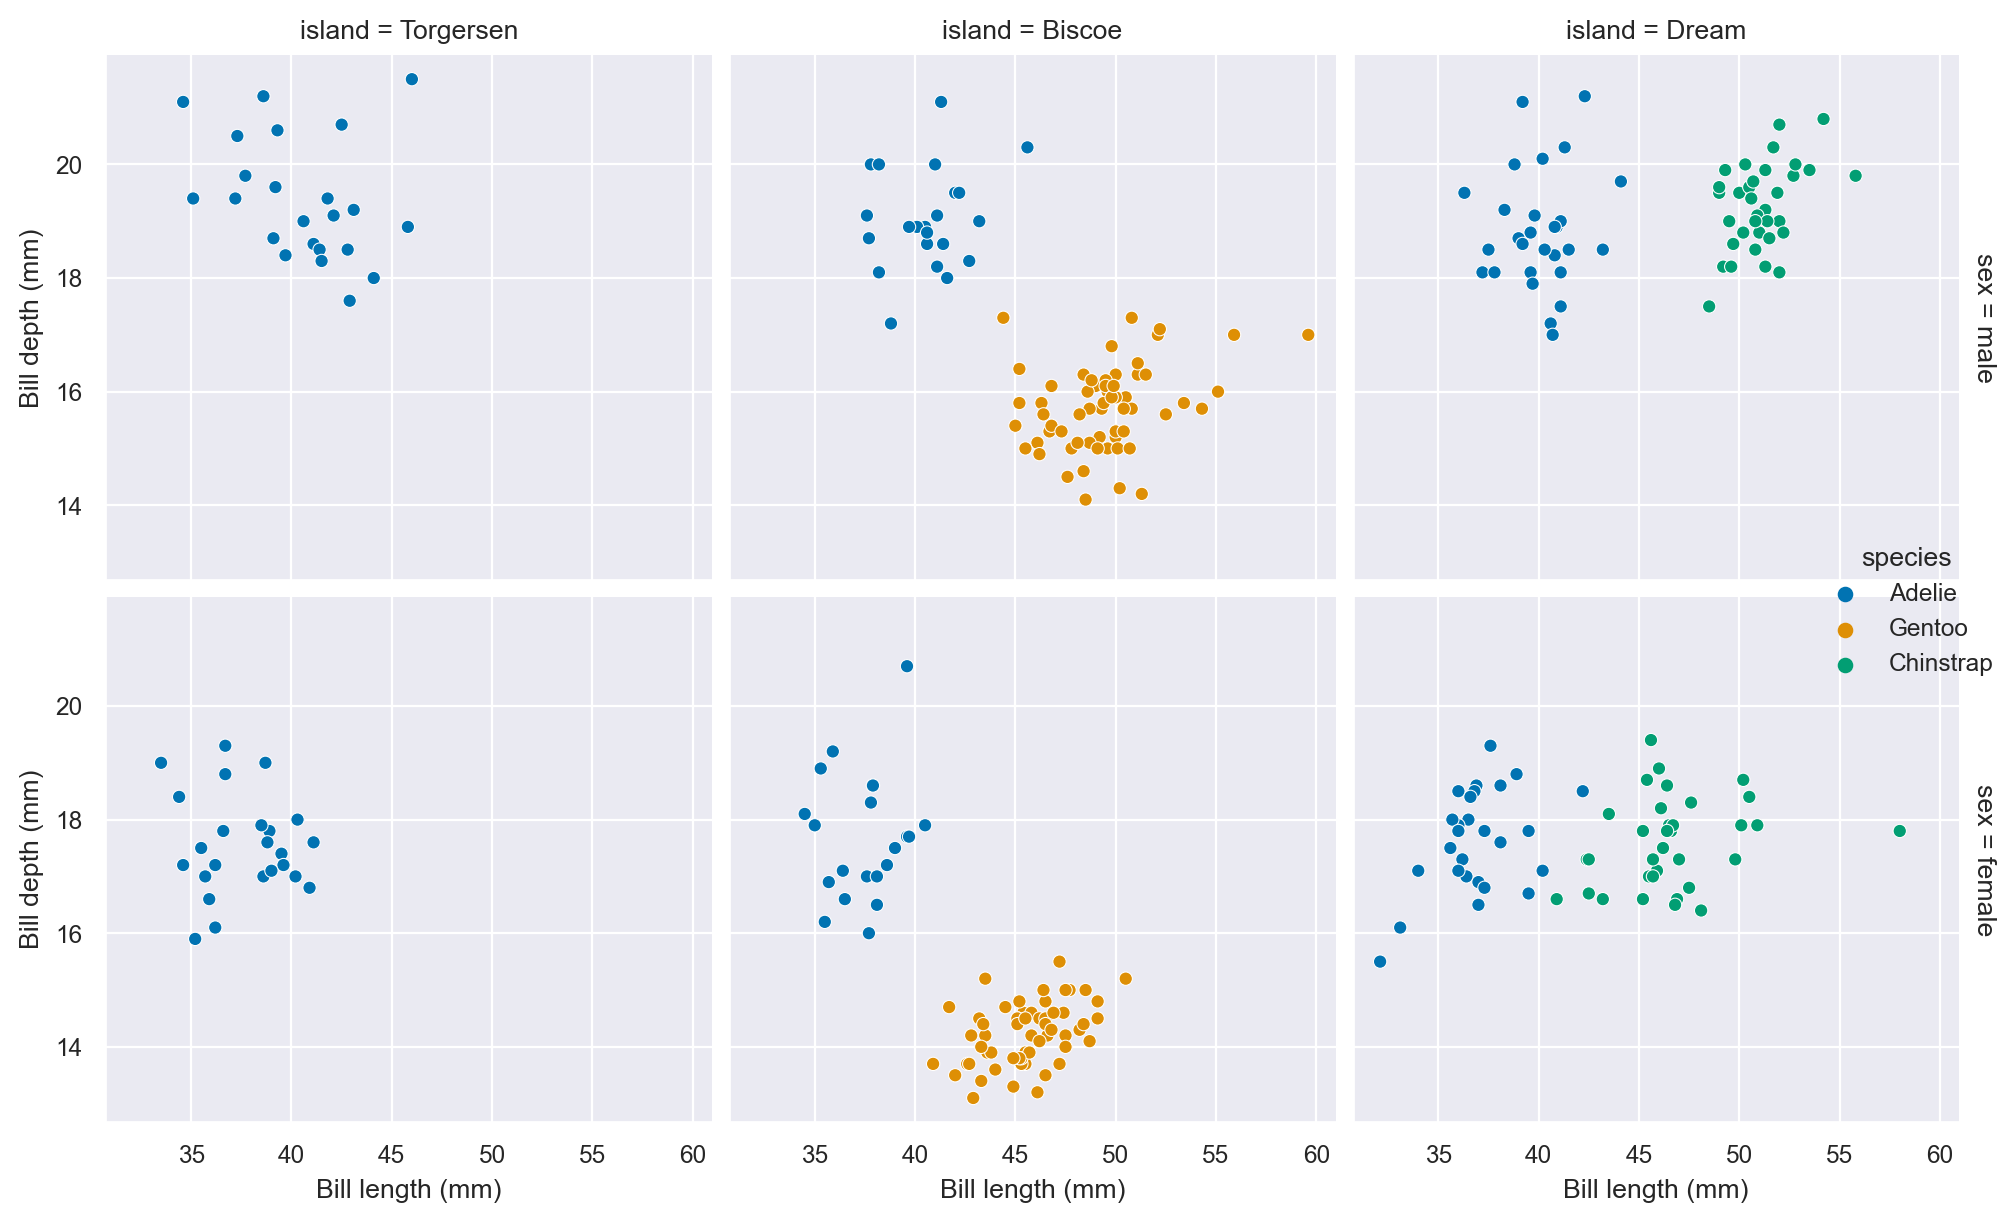 island = Torgersen
island = Biscoe
island = Dream
Bill depth (mm)
20
18
16
14
sex = male
species
Adelie
Gentoo
Chinstrap
Bill depth (mm)
20
18
16
14
sex = female
35 40 45 50 55 60
35 40 45 50 55 60
35 40 45 50 55 60
Bill length (mm)
Bill length (mm)
Bill length (mm)